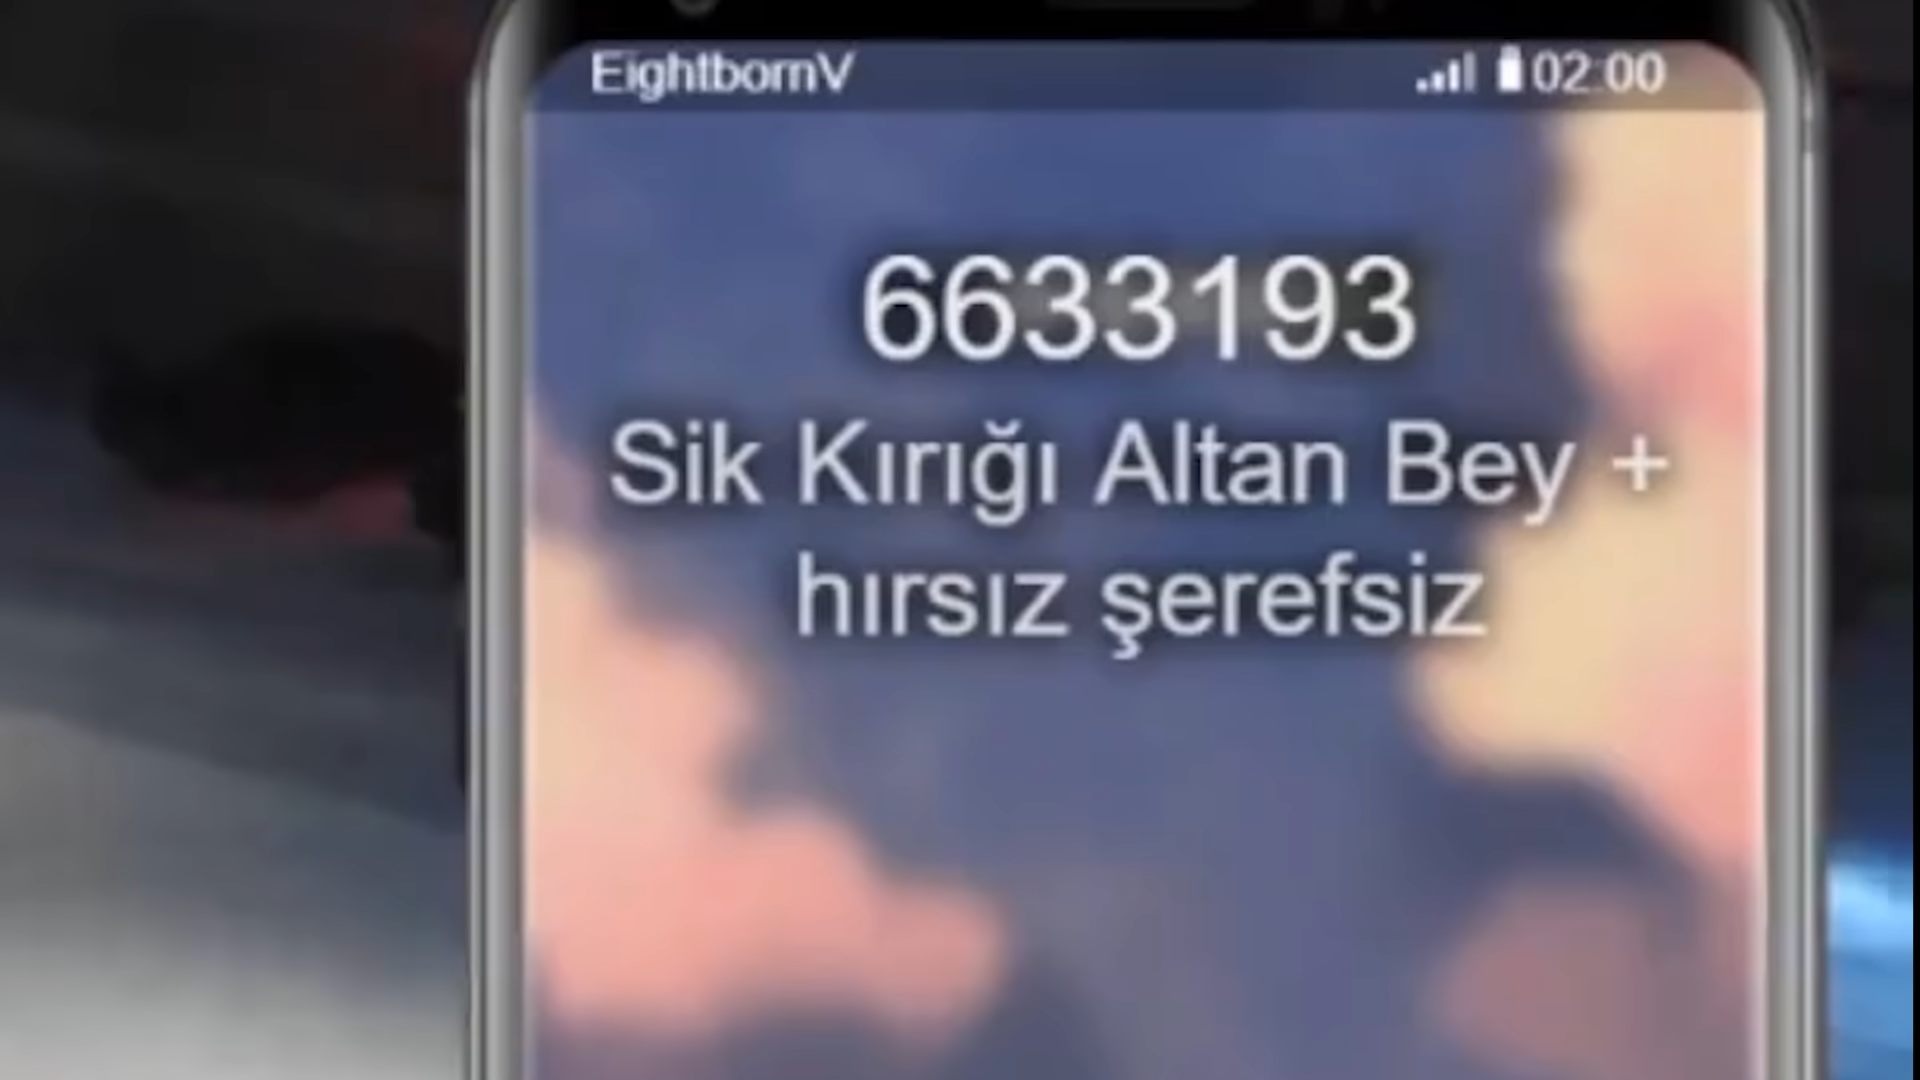 EightbornV 02:00
6633193
Sik Kırığı Altan Bey +
hırsız şerefsiz